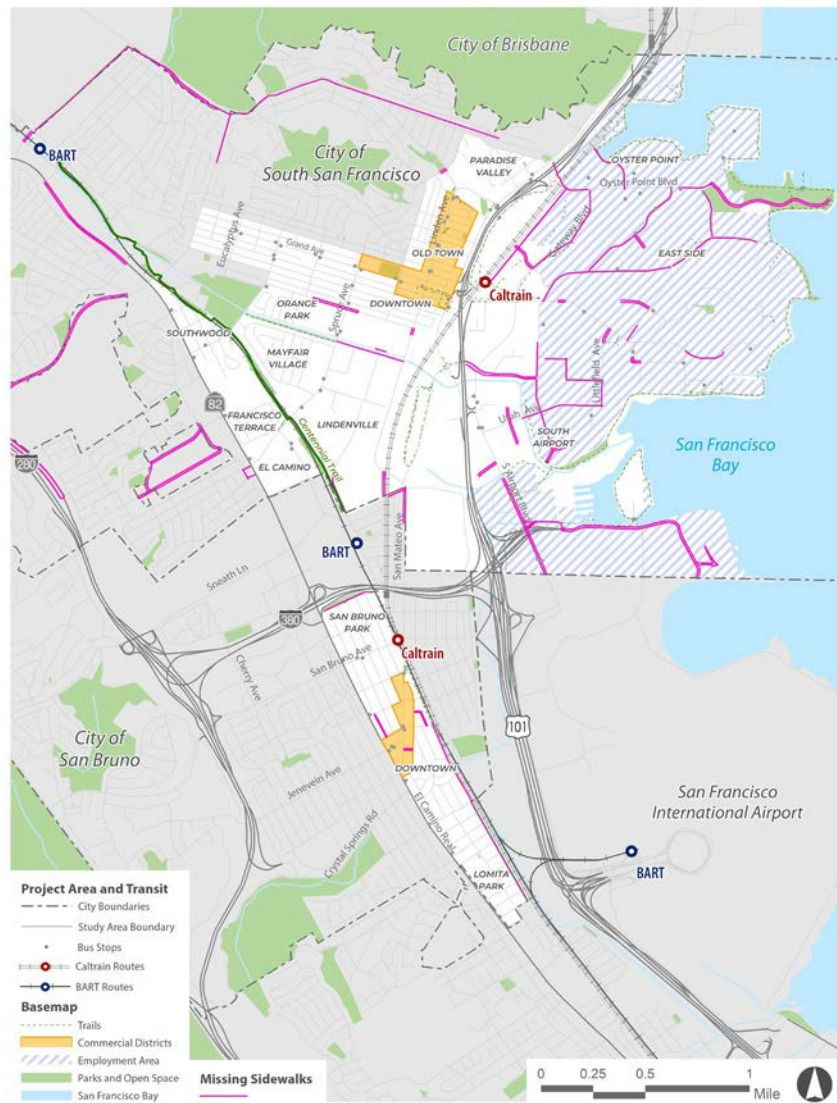 City of Brisbane
BART
City of
South San Francisco
PARADISE
VALLEY
OYSTER POINT
Oyster Point Blvd
Gateway Blvd
EAST SIDE
Eucalyptus Ave
Grand Ave
Linden Ave
OLD TOWN
DOWNTOWN
Caltrain
ORANGE
PARK
Spruce Ave
SOUTHWOOD
MAYFAIR
VILLAGE
Littlefield Ave
82
FRANCISCO
TERRACE
Centennial Trail
LINDENVILLE
Utah Ave
SOUTH
AIRPORT
San Francisco
Bay
280
EL CAMINO
S Airport Blvd
BART
San Mateo Ave
Sneath Ln
380
SAN BRUNO
PARK
Caltrain
San Bruno Ave
Cherry Ave
101
City of
San Bruno
DOWNTOWN
Jenevein Ave
El Camino Real
Crystal Springs Rd
San Francisco
International Airport
BART
LOMITA
PARK
Project Area and Transit
City Boundaries
Study Area Boundary
Bus Stops
Caltrain Routes
BART Routes
Basemap
Trails
Commercial Districts
Employment Area
Parks and Open Space
San Francisco Bay
Missing Sidewalks
0 0.25 0.5 1
Mile